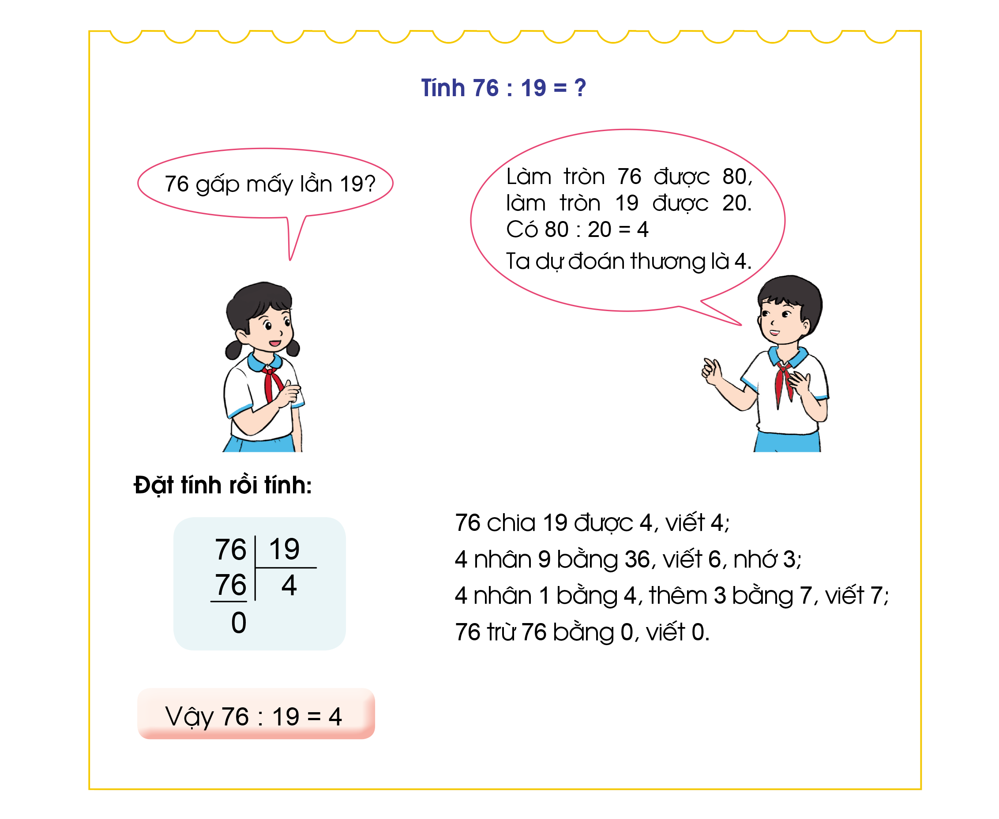 Tính 76 : 19 = ?
76 gấp mấy lần 19?
Làm tròn 76 được 80,
làm tròn 19 được 20.
Có 80 : 20 = 4
Ta dự đoán thương là 4.
Đặt tính rồi tính:
76 19
76 4
0
76 chia 19 được 4, viết 4;
4 nhân 9 bằng 36, viết 6, nhớ 3;
4 nhân 1 bằng 4, thêm 3 bằng 7, viết 7;
76 trừ 76 bằng 0, viết 0.
Vậy 76 : 19 = 4